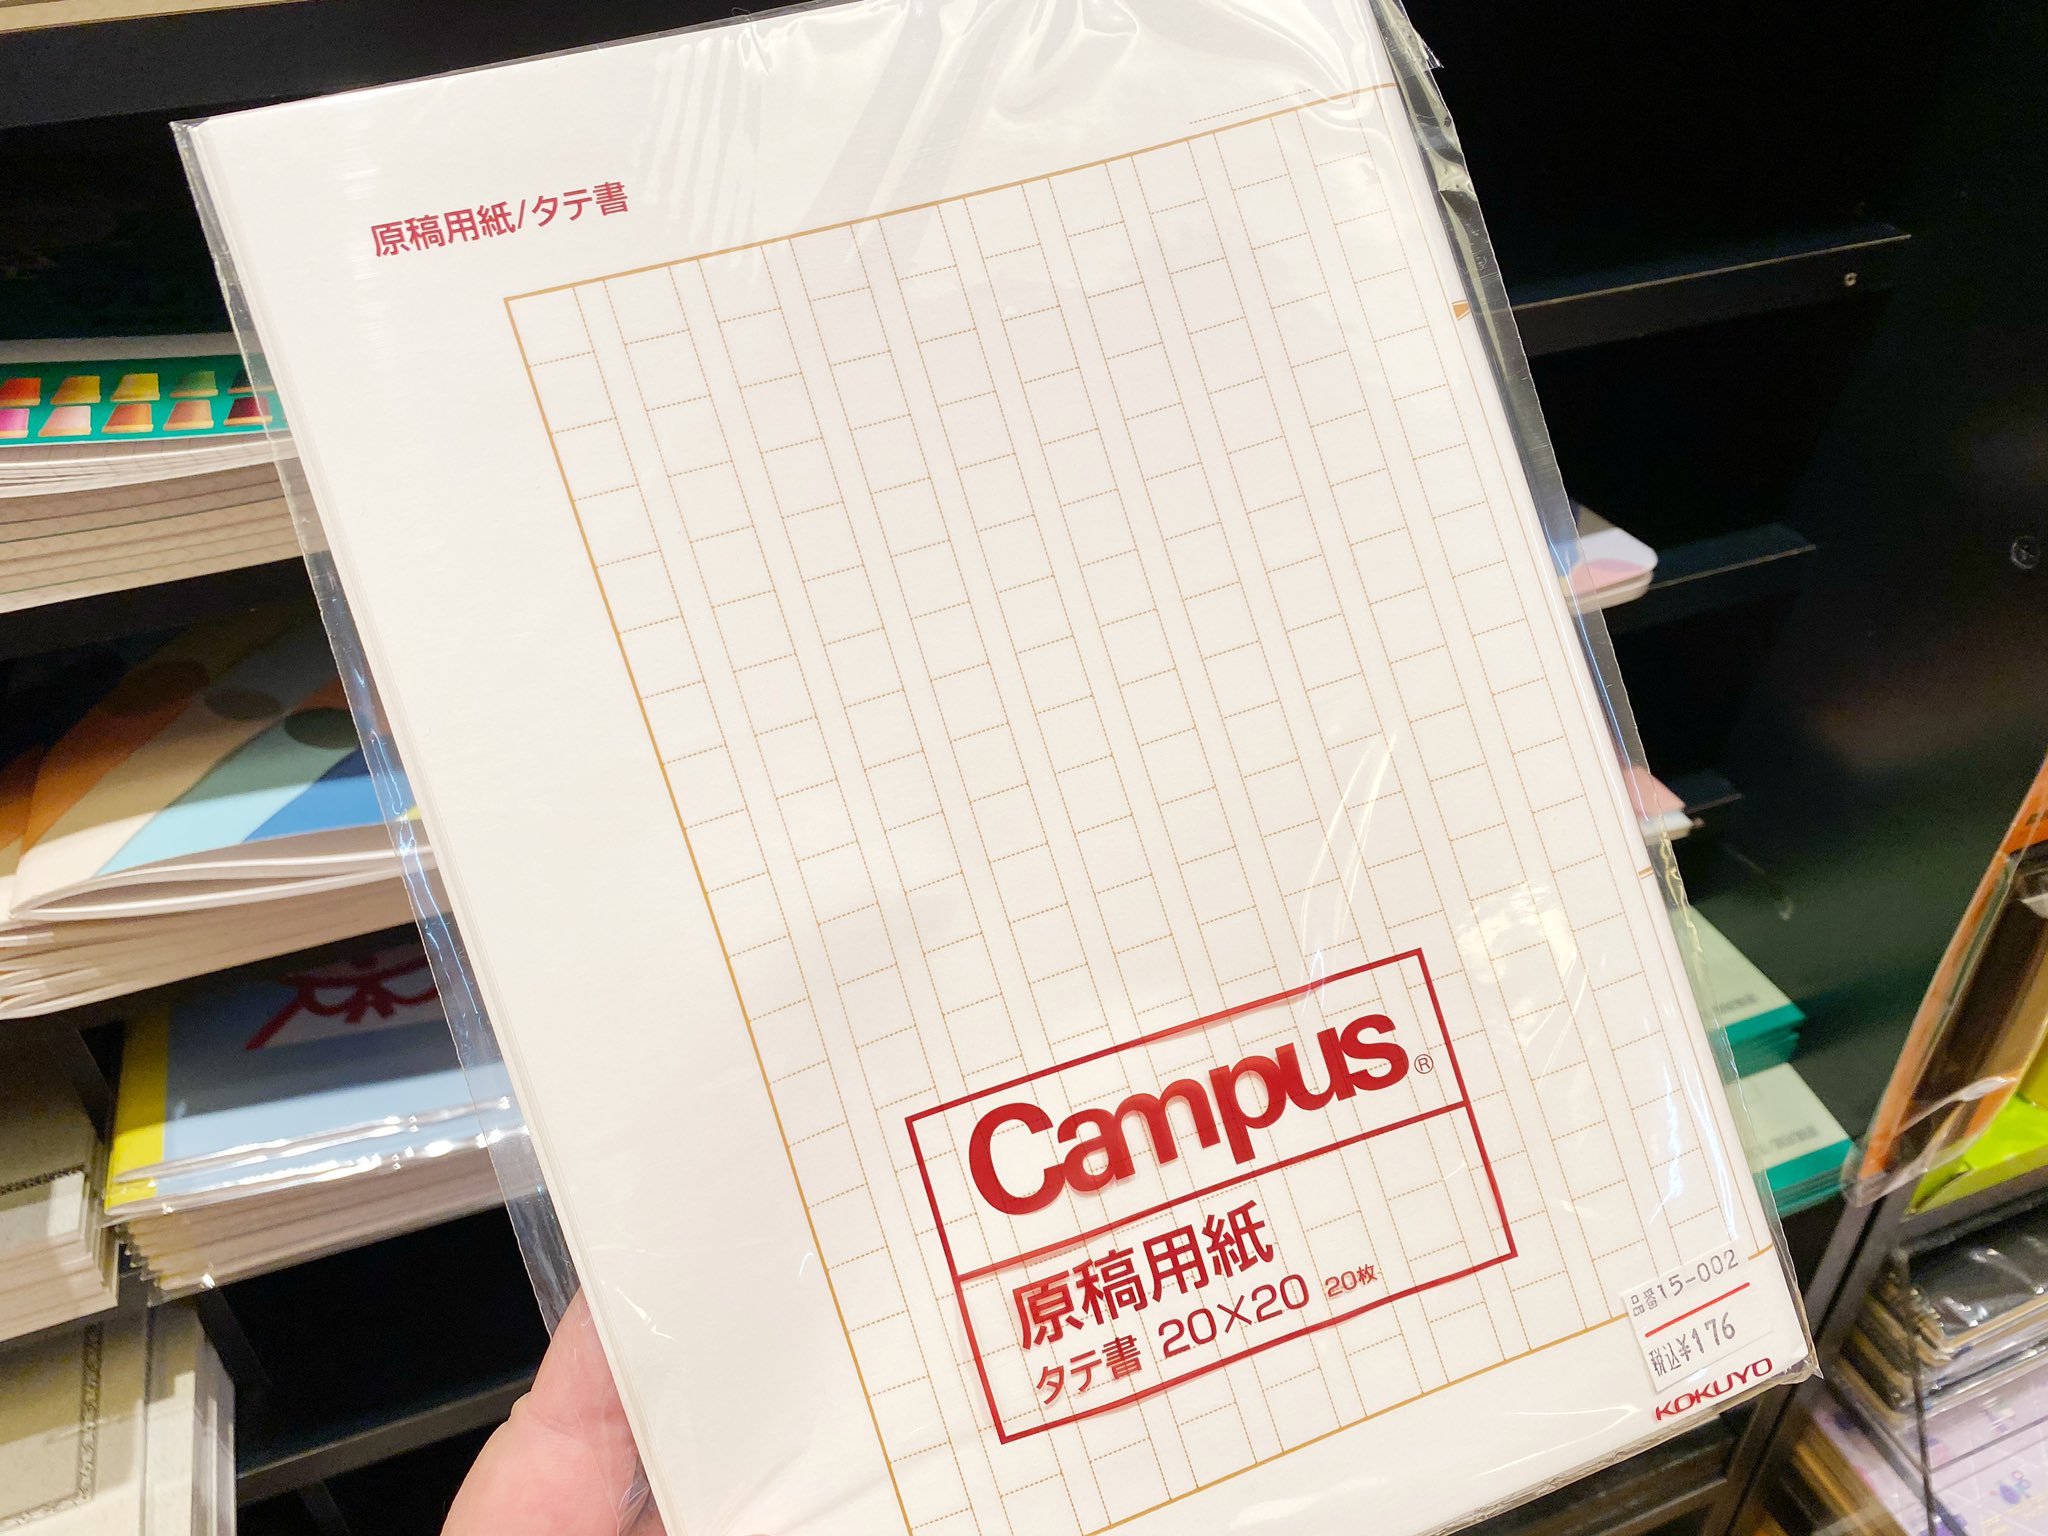 原稿用紙/タテ書
Campus®
原稿用紙
タテ書 20×20 20枚
品番15-002
税込¥176
KOKUYO